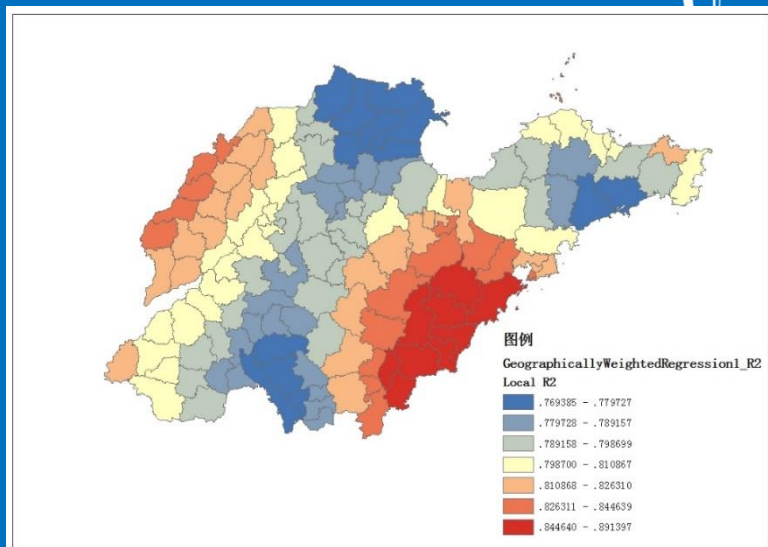 图例
GeographicallyWeightedRegression1_R2
Local R2
.769385 - .779727
.779728 - .789157
.789158 - .798699
.798700 - .810867
.810868 - .826310
.826311 - .844639
.844640 - .891397